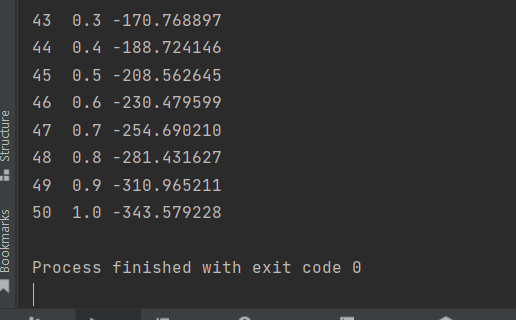 43  0.3 -170.768897
44  0.4 -188.724146
45  0.5 -208.562645
46  0.6 -230.479599
47  0.7 -254.690210
48  0.8 -281.431627
49  0.9 -310.965211
50  1.0 -343.579228
Process finished with exit code 0
Structure
Bookmarks